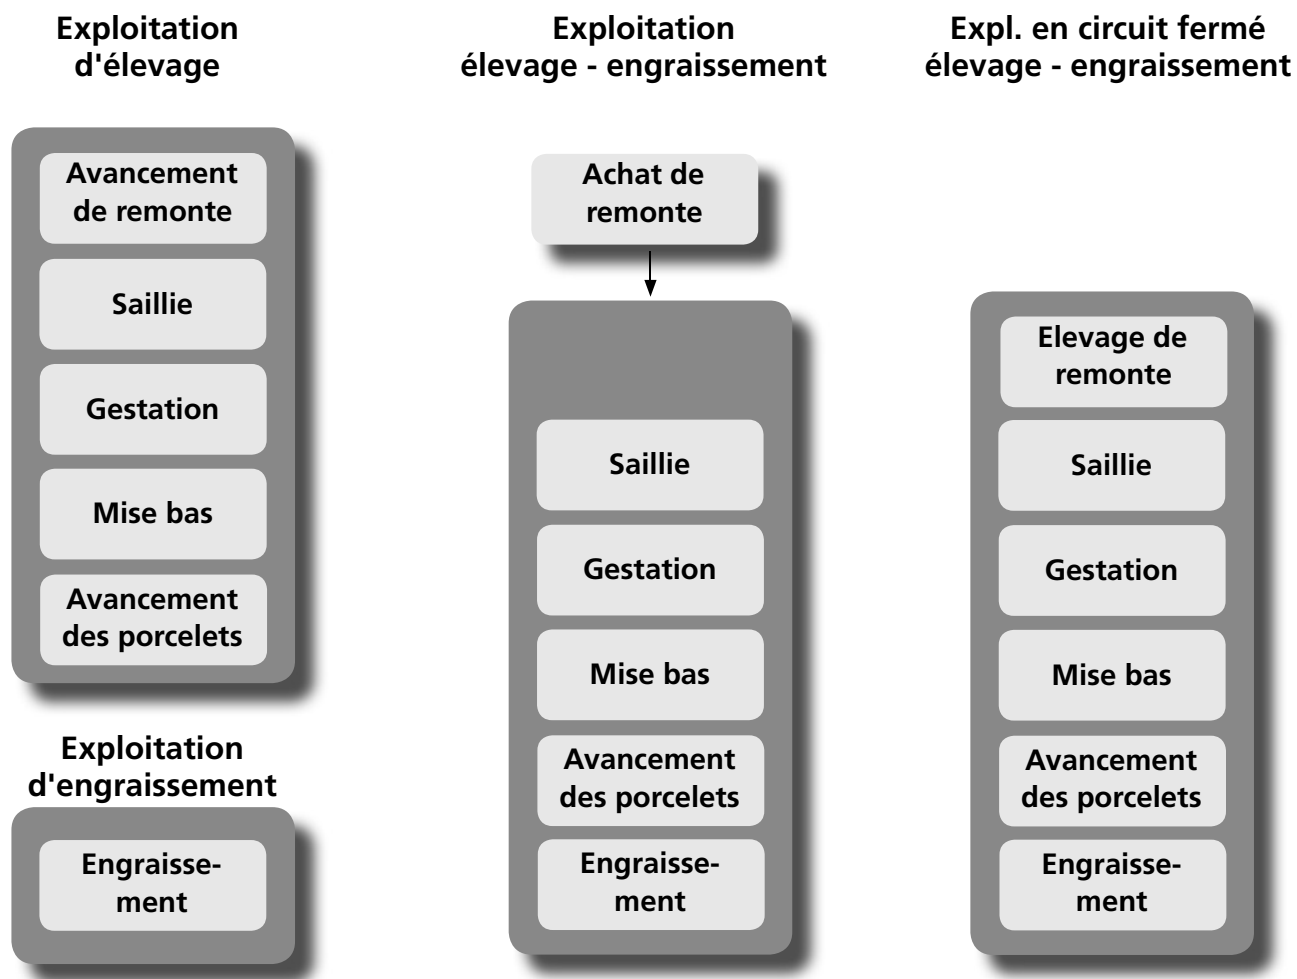 Exploitation
d'élevage
Avancement
de remonte
Saillie
Gestation
Mise bas
Avancement
des porcelets
Exploitation
d'engraissement
Engraisse-
ment
Exploitation
élevage - engraissement
Achat de
remonte
Saillie
Gestation
Mise bas
Avancement
des porcelets
Engraisse-
ment
Expl. en circuit fermé
élevage - engraissement
Elevage de
remonte
Saillie
Gestation
Mise bas
Avancement
des porcelets
Engraisse-
ment